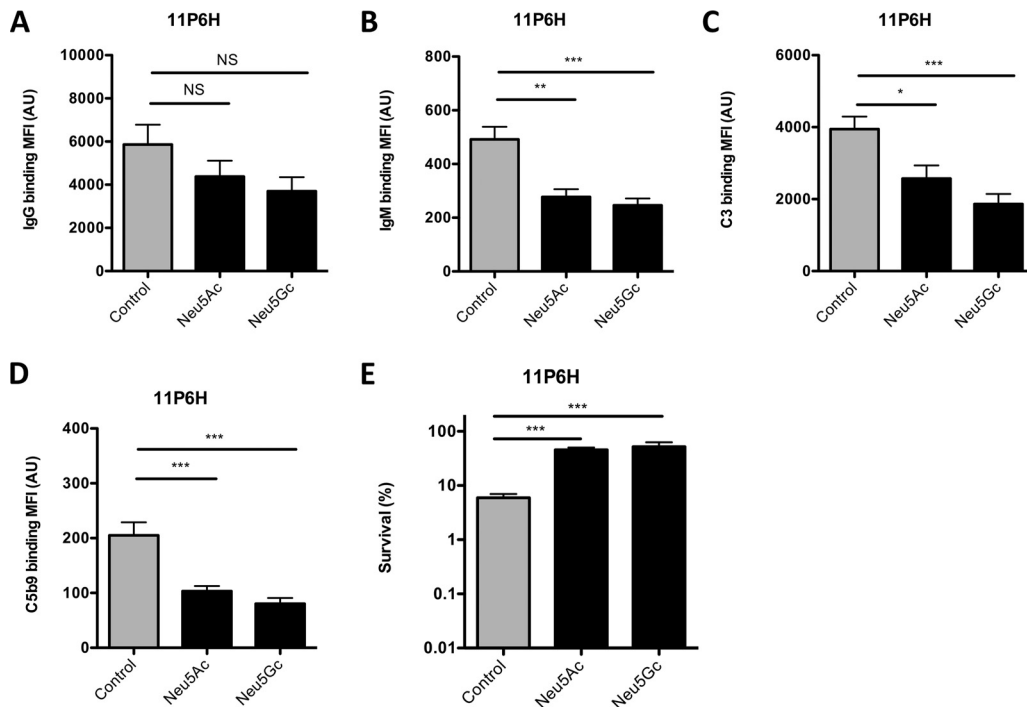 A
11P6H
IgG binding MFI (AU)
10000
8000
6000
4000
2000
0
NS
NS
Control
Neu5Ac
Neu5Gc
B
11P6H
IgM binding MFI (AU)
800
600
400
200
0
***
**
Control
Neu5Ac
Neu5Gc
C
11P6H
C3 binding MFI (AU)
6000
4000
2000
0
***
*
Control
Neu5Ac
Neu5Gc
D
11P6H
C5b9 binding MFI (AU)
400
300
200
100
0
***
***
Control
Neu5Ac
Neu5Gc
E
11P6H
Survival (%)
100
10
1
0.1
0.01
***
***
Control
Neu5Ac
Neu5Gc